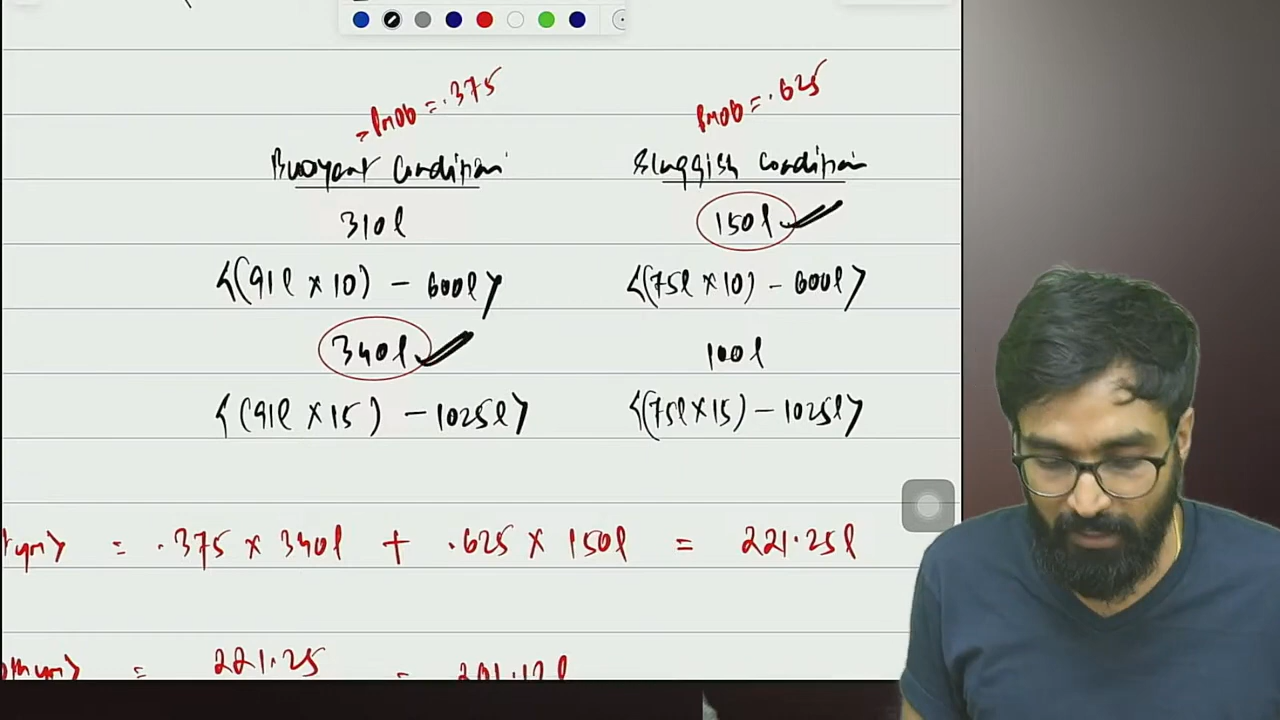 = Prob = .375 Prob = .625
Buoyant Condition Sluggish Condition
310l 150l
<(91l × 10) - 600l> <(75l × 10) - 600l>
340l 100l
<(91l × 15) - 1025l> <(75l × 15) - 1025l>
= .375 × 340l + .625 × 150l = 221.25l
221.25
= =